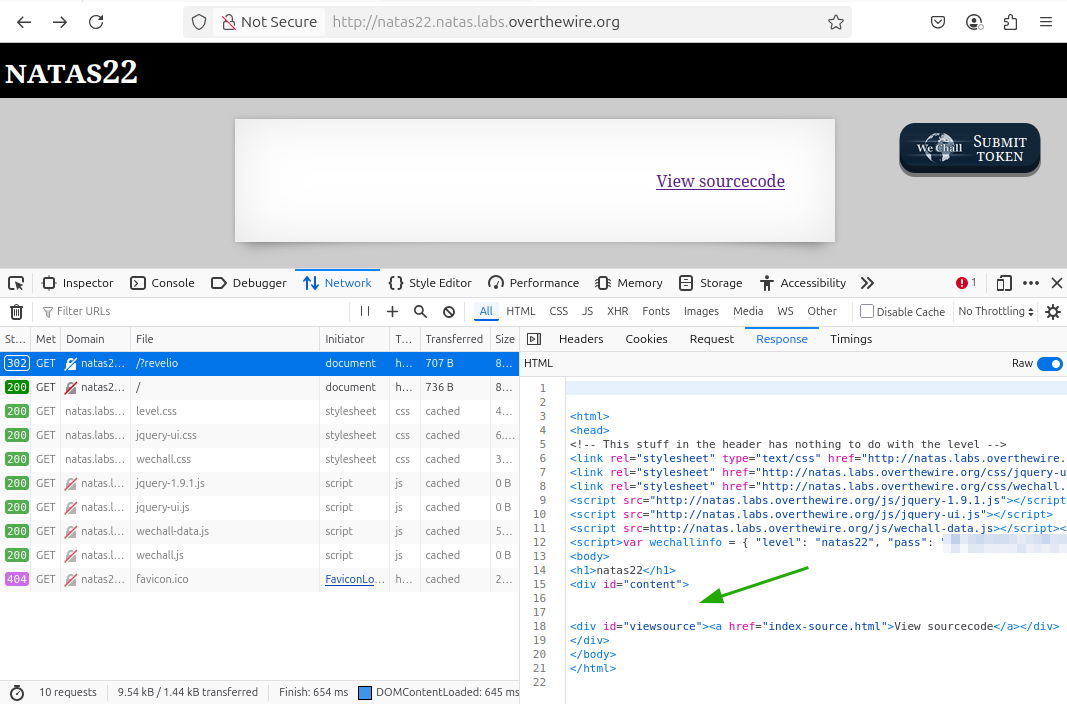 Not Secure http://natas22.natas.labs.overthewire.org
NATAS22
We Chall SUBMIT TOKEN
View sourcecode
Inspector Console Debugger Network Style Editor Performance Memory Storage Accessibility 1
Filter URLs All HTML CSS JS XHR Fonts Images Media WS Other Disable Cache No Throttling
St... Met Domain File Initiator T... Transferred Size
302 GET natas2... /?revelio document h... 707 B 8...
200 GET natas2... / document h... 736 B 8...
200 GET natas.labs... level.css stylesheet css cached 4...
200 GET natas.labs... jquery-ui.css stylesheet css cached 6....
200 GET natas.labs... wechall.css stylesheet css cached 3...
200 GET natas.l... jquery-1.9.1.js script js cached 0 B
200 GET natas.l... jquery-ui.js script js cached 0 B
200 GET natas.l... wechall-data.js script js cached 5...
200 GET natas.l... wechall.js script js cached 0 B
404 GET natas2... favicon.ico FaviconLo... h... cached 2...
10 requests 9.54 kB / 1.44 kB transferred Finish: 654 ms DOMContentLoaded: 645 ms
Headers Cookies Request Response Timings
HTML Raw
1
2
3 <html>
4 <head>
5 <!-- This stuff in the header has nothing to do with the level -->
6 <link rel="stylesheet" type="text/css" href="http://natas.labs.overthewire.
7 <link rel="stylesheet" href="http://natas.labs.overthewire.org/css/jquery-u
8 <link rel="stylesheet" href="http://natas.labs.overthewire.org/css/wechall.
9 <script src="http://natas.labs.overthewire.org/js/jquery-1.9.1.js"></script
10 <script src="http://natas.labs.overthewire.org/js/jquery-ui.js"></script>
11 <script src=http://natas.labs.overthewire.org/js/wechall-data.js></script><
12 <script>var wechallinfo = { "level": "natas22", "pass": "
13 <body>
14 <h1>natas22</h1>
15 <div id="content">
16
17
18 <div id="viewsource"><a href="index-source.html">View sourcecode</a></div>
19 </div>
20 </body>
21 </html>
22